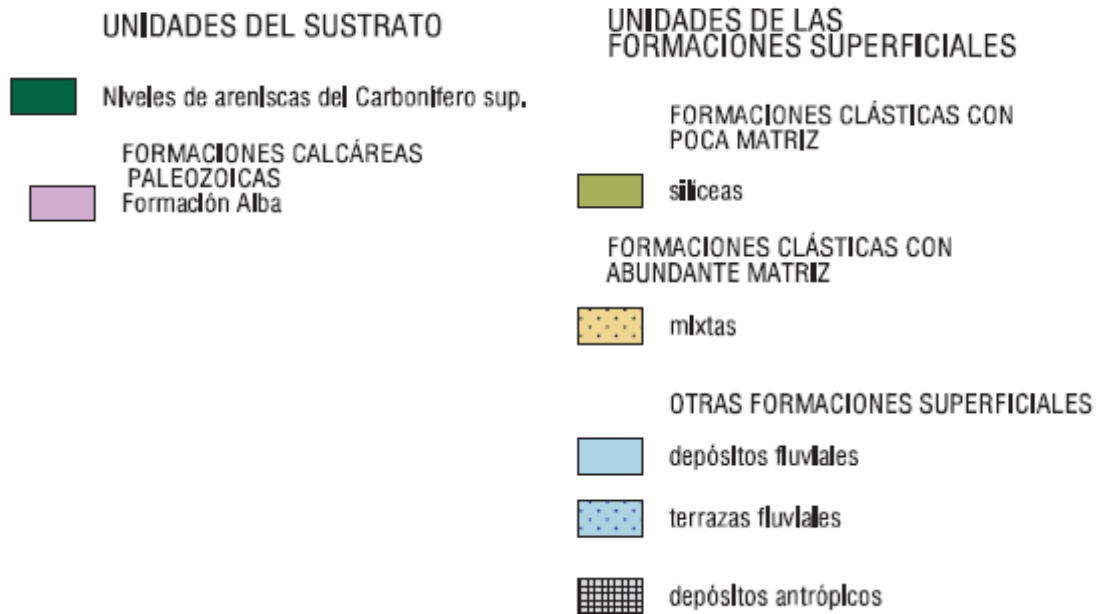 UNIDADES DEL SUSTRATO
Niveles de areniscas del Carbonífero sup.
FORMACIONES CALCÁREAS
PALEOZOICAS
Formación Alba
UNIDADES DE LAS
FORMACIONES SUPERFICIALES
FORMACIONES CLÁSTICAS CON
POCA MATRIZ
silíceas
FORMACIONES CLÁSTICAS CON
ABUNDANTE MATRIZ
mixtas
OTRAS FORMACIONES SUPERFICIALES
depósitos fluviales
terrazas fluviales
depósitos antrópicos